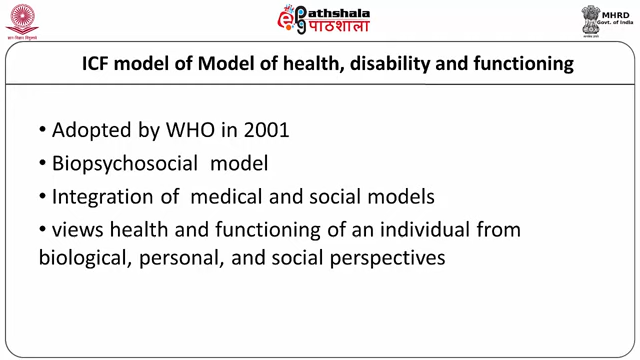 Pathshala
पाठशाला
MHRD
Govt. of India
ICF model of Model of health, disability and functioning
• Adopted by WHO in 2001
• Biopsychosocial model
• Integration of medical and social models
• views health and functioning of an individual from
biological, personal, and social perspectives